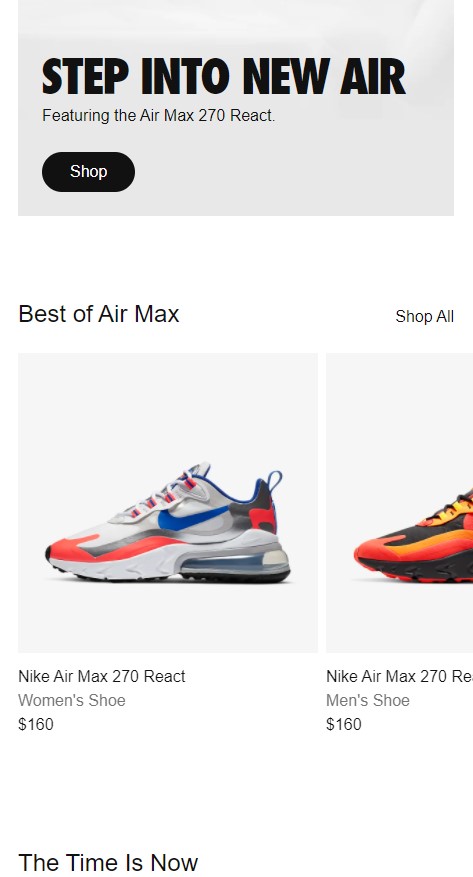 STEP INTO NEW AIR
Featuring the Air Max 270 React.
Shop
Best of Air Max
Shop All
Nike Air Max 270 React
Women's Shoe
$160
Nike Air Max 270 Re
Men's Shoe
$160
The Time Is Now